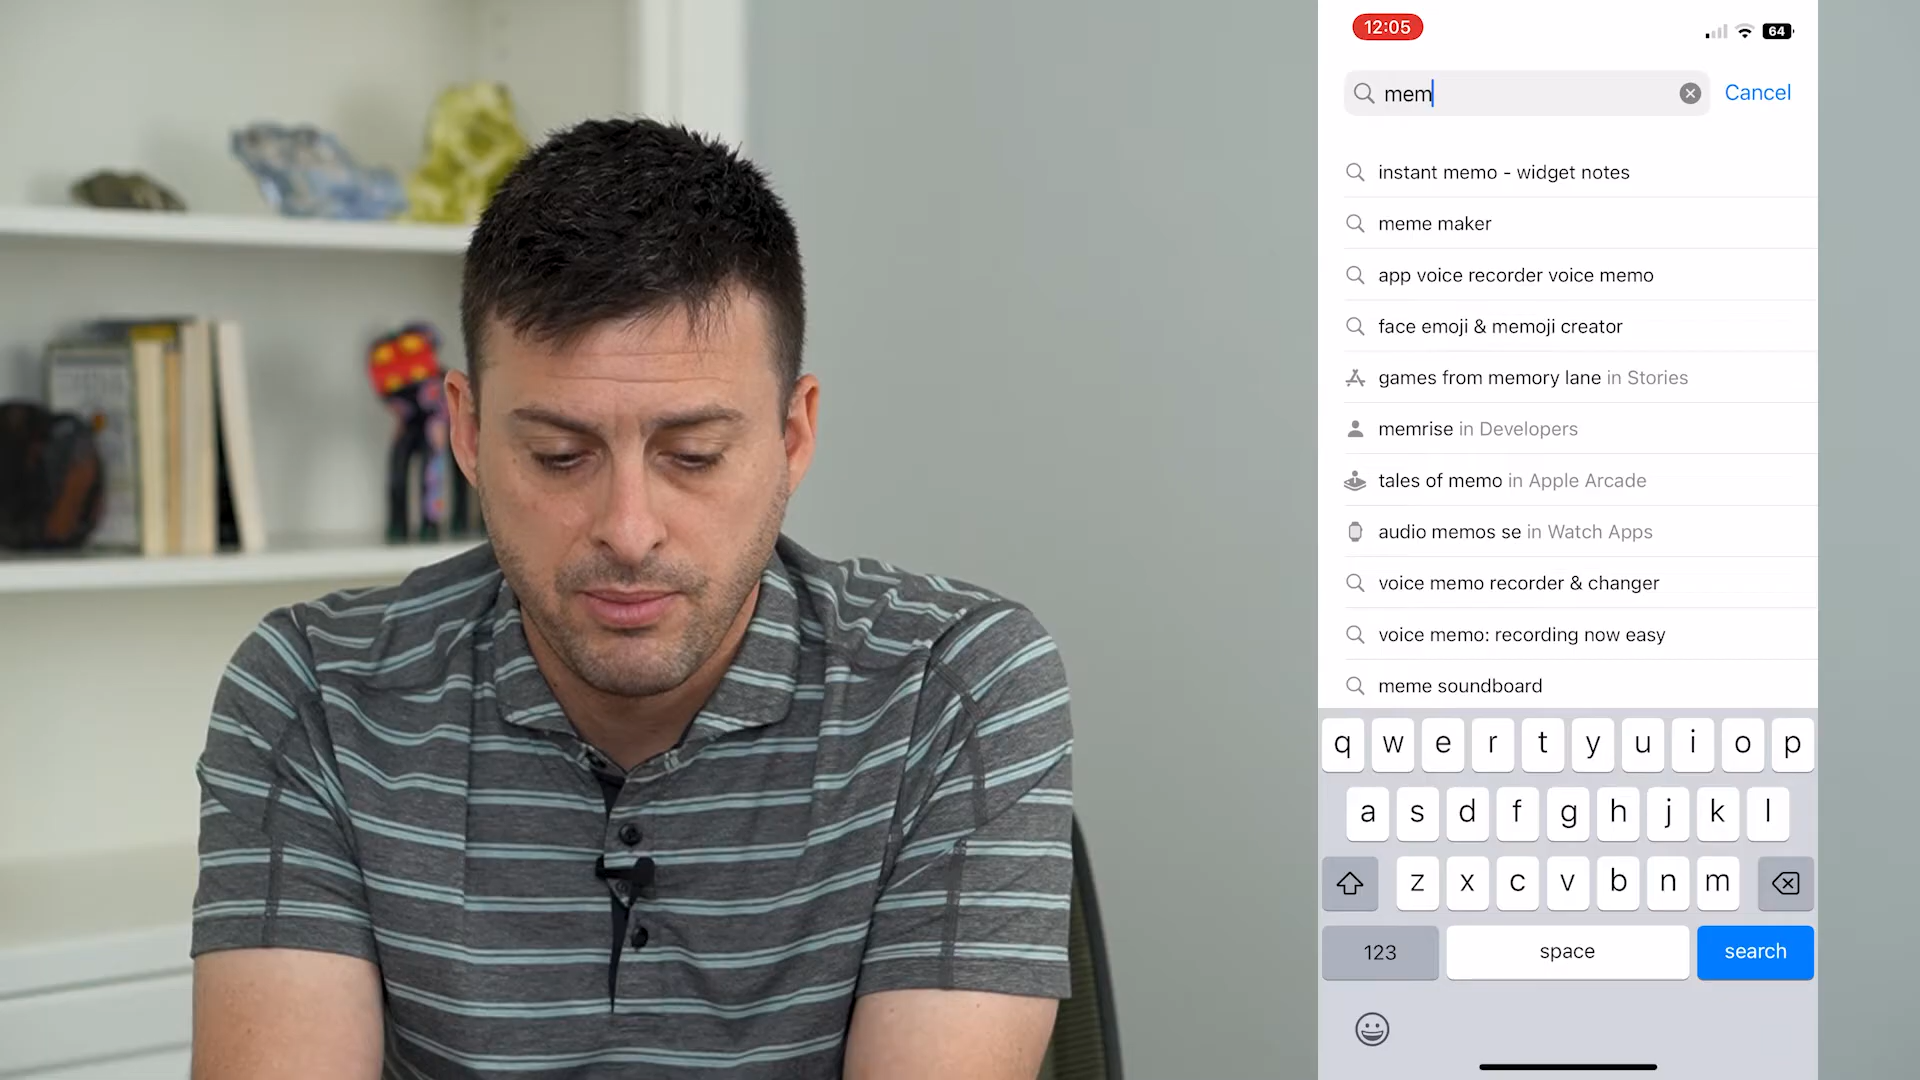 12:05
64
mem
Cancel
instant memo - widget notes
meme maker
app voice recorder voice memo
face emoji & memoji creator
games from memory lane in Stories
memrise in Developers
tales of memo in Apple Arcade
audio memos se in Watch Apps
voice memo recorder & changer
voice memo: recording now easy
meme soundboard
q w e r t y u i o p
a s d f g h j k l
z x c v b n m
123 space search